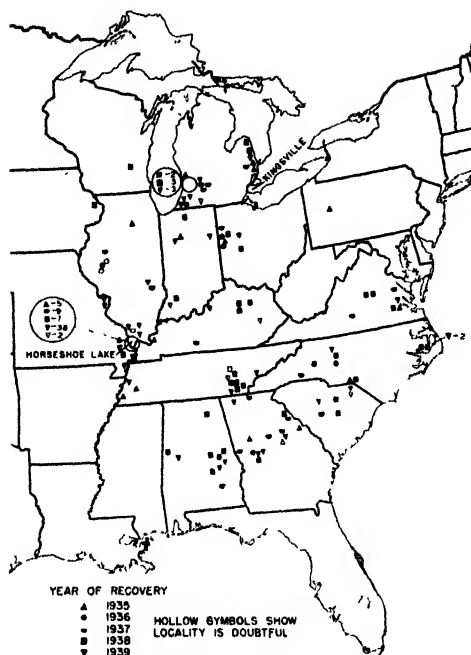 KINGSVILLE
HORSESHOE LAKE
▲-5
■-7
▽-38
▽-2
▽-2
YEAR OF RECOVERY
▲ 1935
● 1936
1937
■ 1938
▼ 1939
HOLLOW SYMBOLS SHOW
LOCALITY IS DOUBTFUL